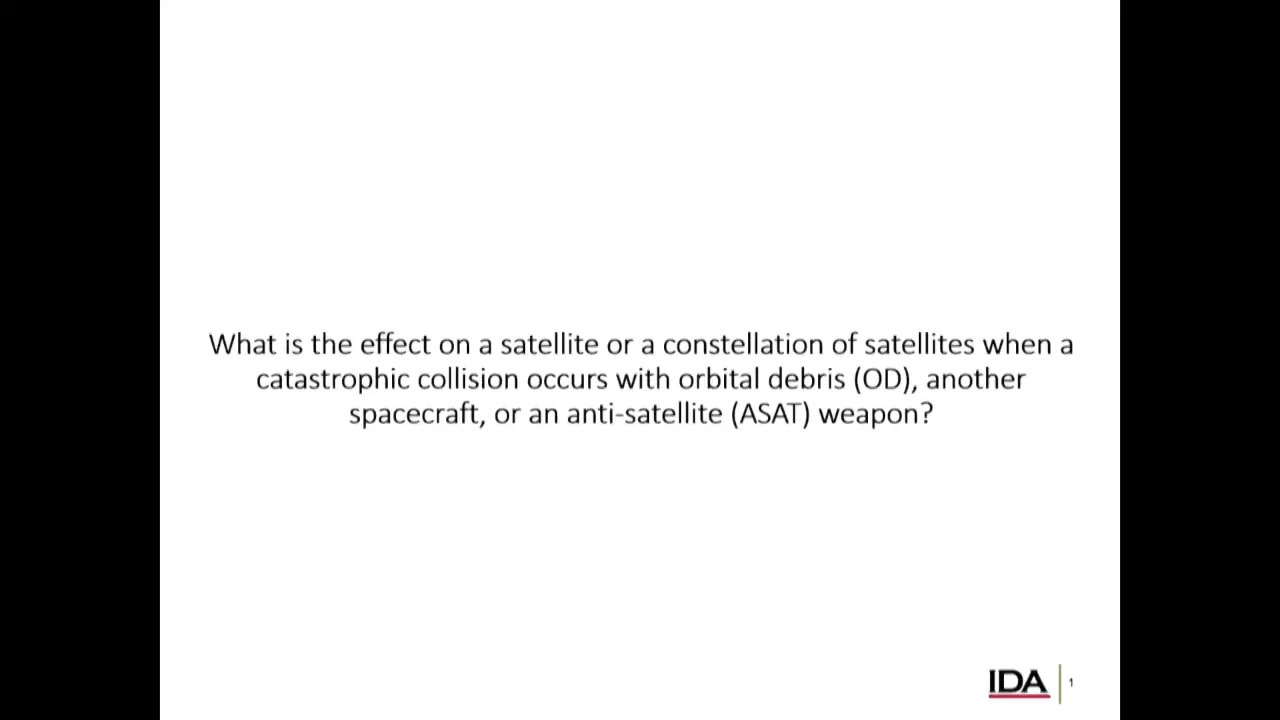 What is the effect on a satellite or a constellation of satellites when a
catastrophic collision occurs with orbital debris (OD), another
spacecraft, or an anti-satellite (ASAT) weapon?
IDA
1